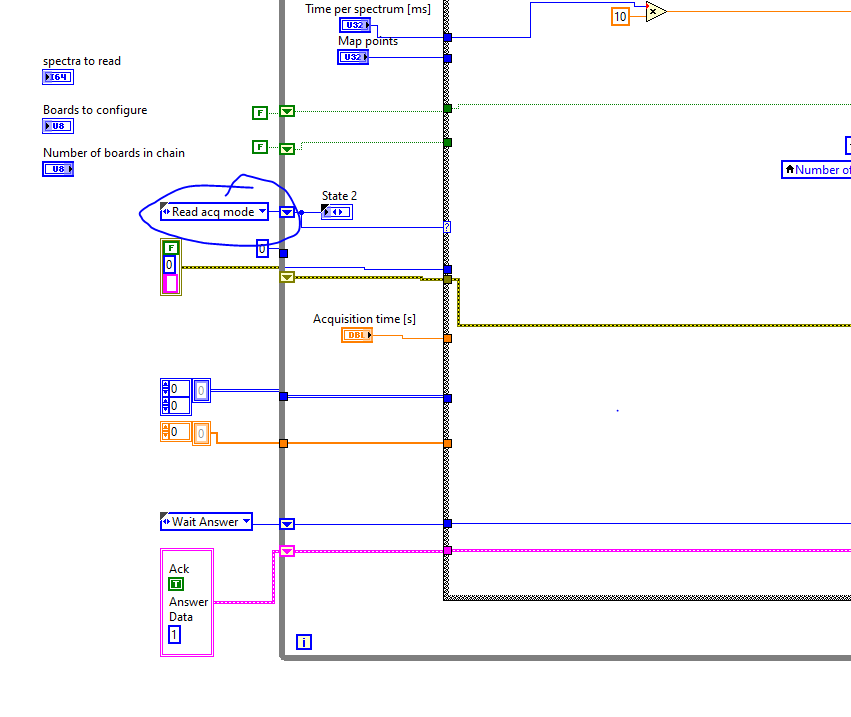 Time per spectrum [ms]
U32
10
Map points
U32
spectra to read
I64
Boards to configure
U8
F
Number of boards in chain
U8
F
Number of
State 2
Read acq mode
?
0
F
0
Acquisition time [s]
DBL
0
0
0
0
0
Wait Answer
Ack
T
Answer
Data
1
i